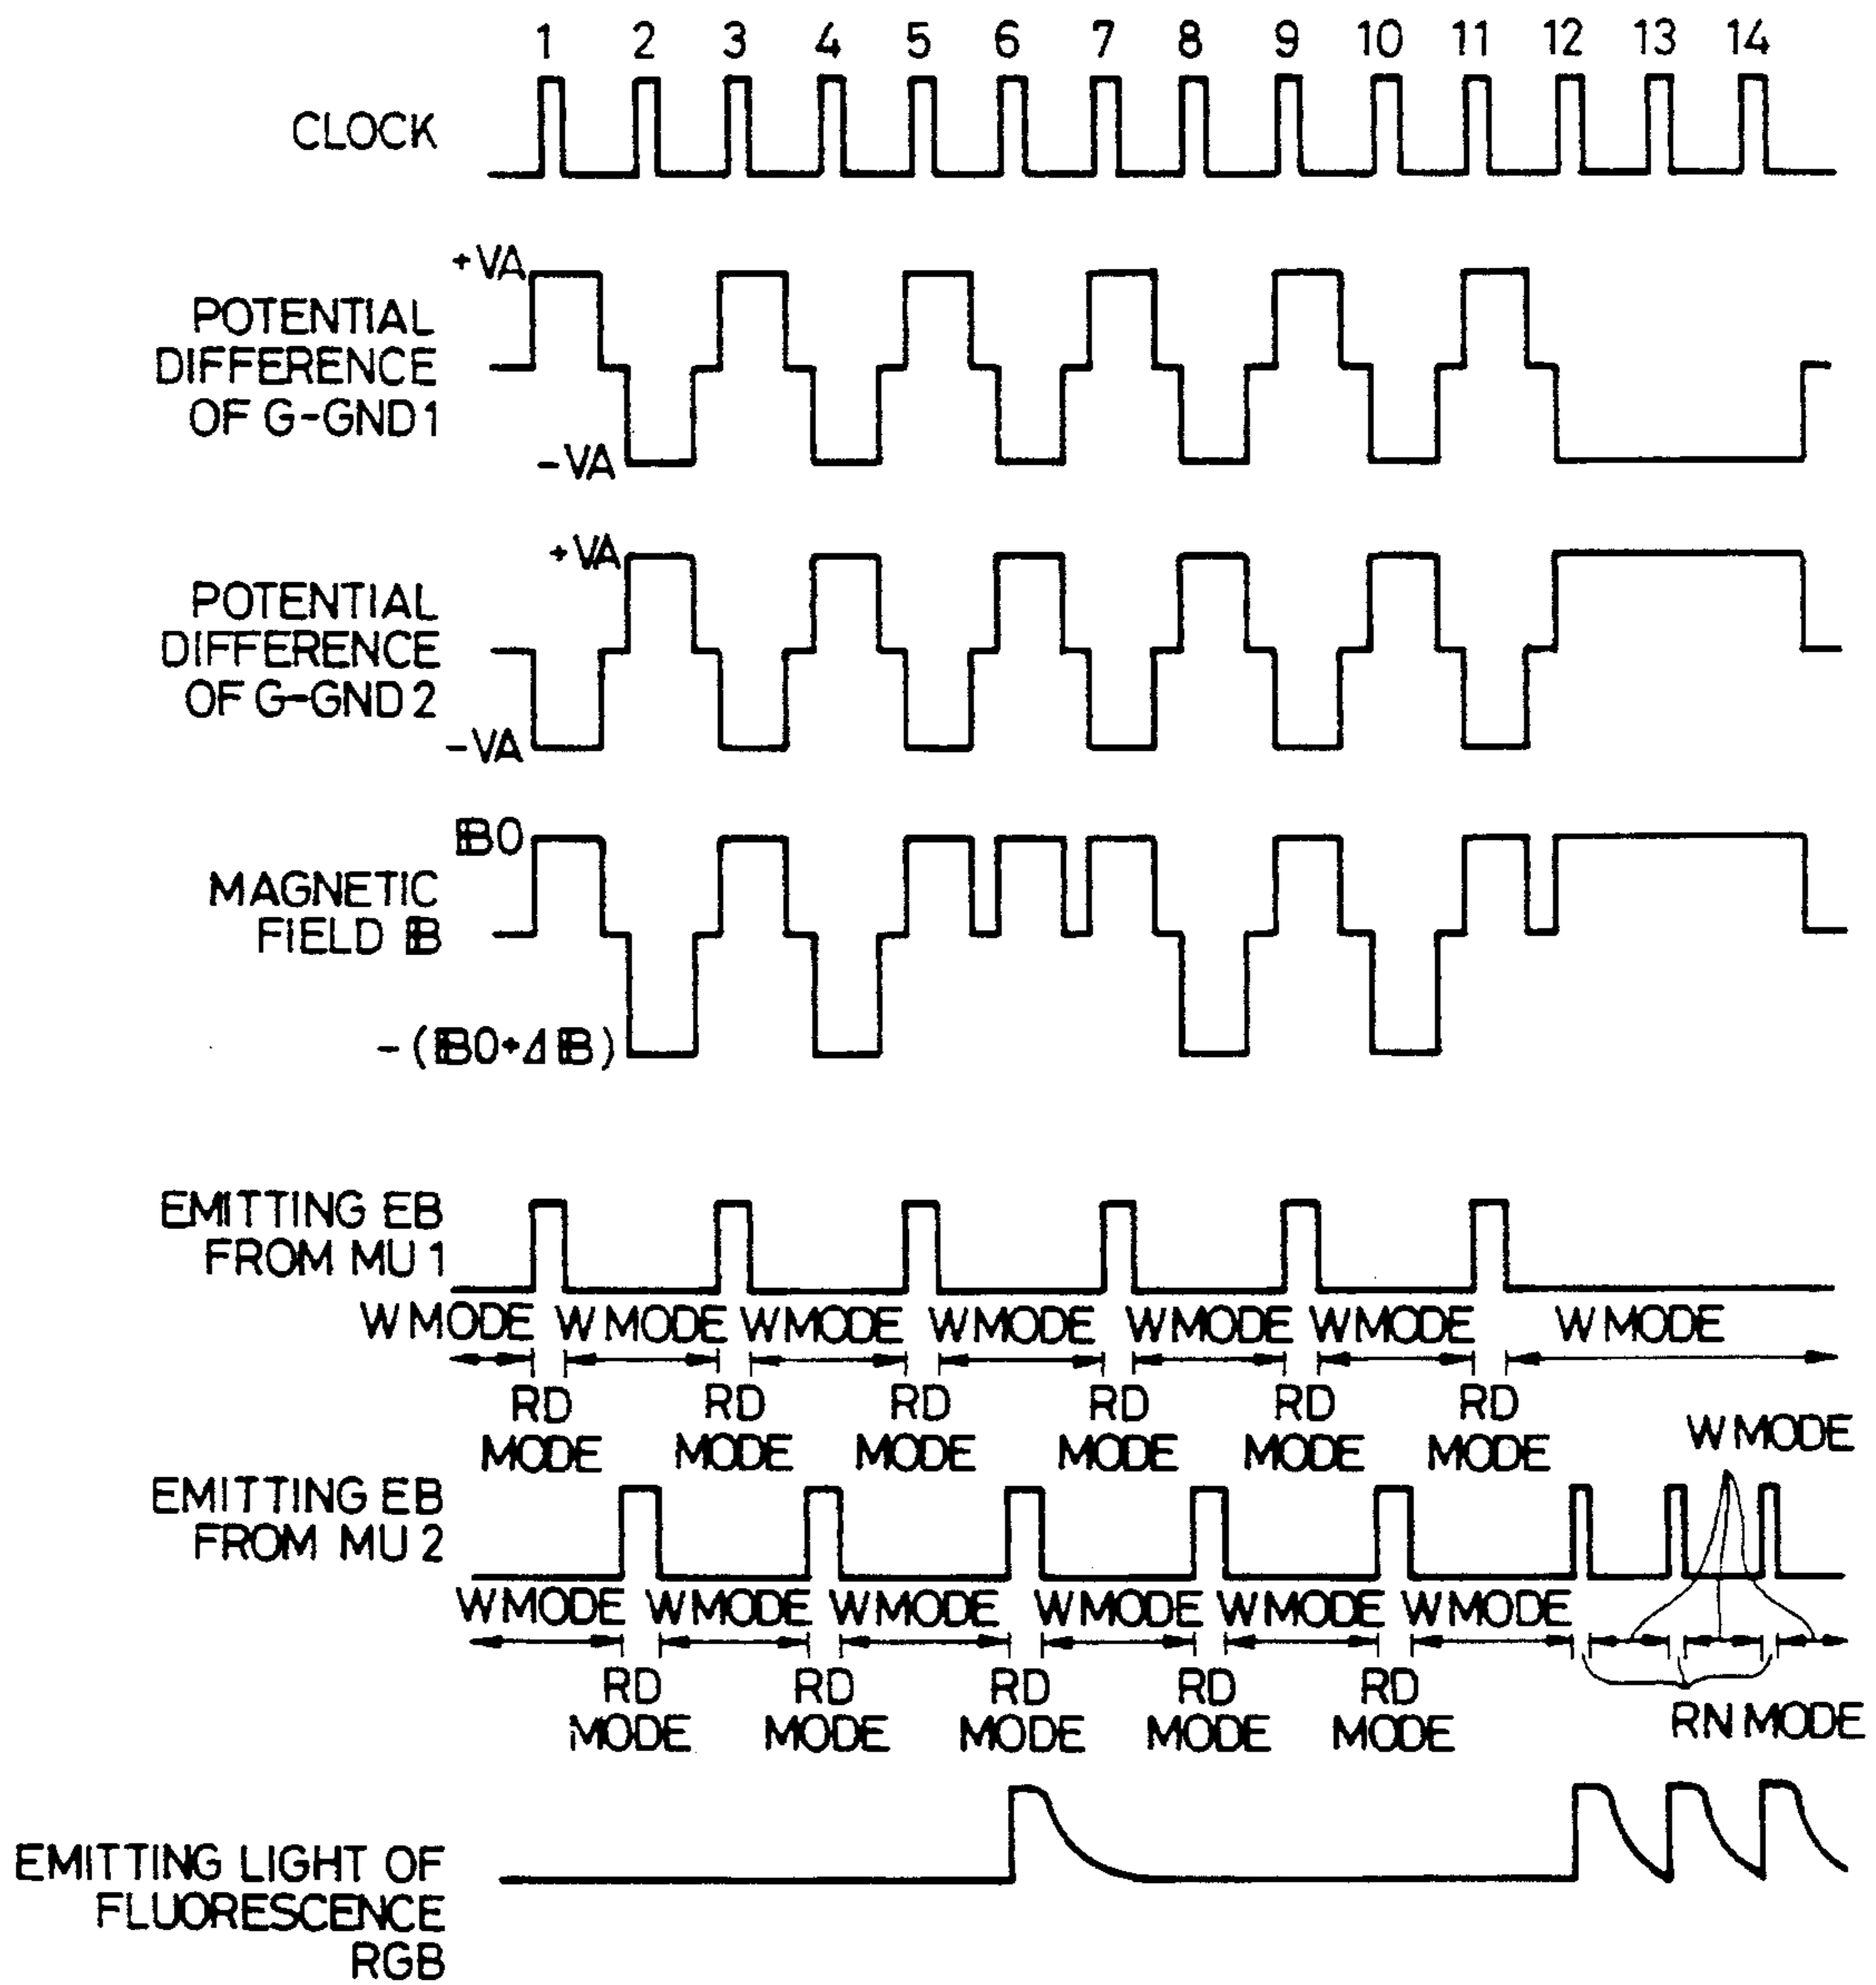 1 2 3 4 5 6 7 8 9 10 11 12 13 14
CLOCK
+VA
POTENTIAL
DIFFERENCE
OF G-GND1
-VA
+VA
POTENTIAL
DIFFERENCE
OF G-GND2
-VA
𝔹0
MAGNETIC
FIELD 𝔹
-(𝔹0+Δ𝔹)
EMITTING EB
FROM MU1
W MODE W MODE W MODE W MODE W MODE W MODE W MODE
RD RD RD RD RD RD
MODE MODE MODE MODE MODE MODE
W MODE
EMITTING EB
FROM MU2
W MODE W MODE W MODE W MODE W MODE W MODE
RD RD RD RD RD
MODE MODE MODE MODE MODE
RN MODE
EMITTING LIGHT OF
FLUORESCENCE
RGB